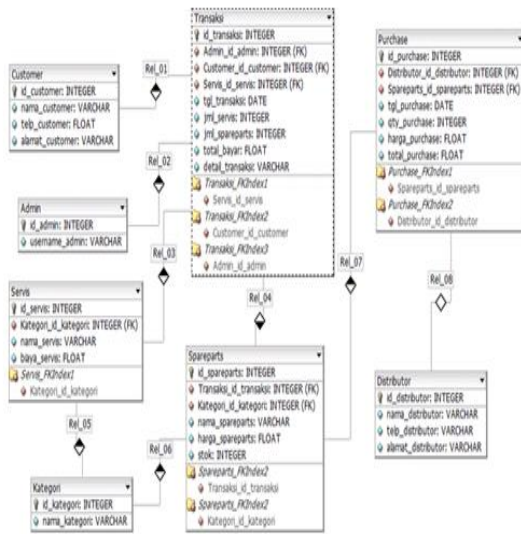 Transaksi
id_transaksi: INTEGER
Admin_id_admin: INTEGER (FK)
Customer_id_customer: INTEGER (FK)
Servis_id_servis: INTEGER (FK)
tgl_transaksi: DATE
jml_servis: INTEGER
jml_spareparts: INTEGER
total_bayar: FLOAT
detail_transaksi: VARCHAR
Transaksi_FKIndex1
Servis_id_servis
Transaksi_FKIndex2
Customer_id_customer
Transaksi_FKIndex3
Admin_id_admin
Purchase
id_purchase: INTEGER
Distributor_id_distributor: INTEGER (FK)
Spareparts_id_spareparts: INTEGER (FK)
tgl_purchase: DATE
qty_purchase: INTEGER
harga_purchase: FLOAT
total_purchase: FLOAT
Purchase_FKIndex1
Spareparts_id_spareparts
Purchase_FKIndex2
Distributor_id_distributor
Customer
id_customer: INTEGER
nama_customer: VARCHAR
telp_customer: FLOAT
alamat_customer: VARCHAR
Rel_01
Rel_02
Admin
id_admin: INTEGER
username_admin: VARCHAR
Rel_03
Rel_07
Rel_08
Servis
id_servis: INTEGER
Kategori_id_kategori: INTEGER (FK)
nama_servis: VARCHAR
biaya_servis: FLOAT
Servis_FKIndex1
Kategori_id_kategori
Rel_04
Spareparts
id_spareparts: INTEGER
Transaksi_id_transaksi: INTEGER (FK)
Kategori_id_kategori: INTEGER (FK)
nama_spareparts: VARCHAR
harga_spareparts: FLOAT
stok: INTEGER
Spareparts_FKIndex2
Transaksi_id_transaksi
Spareparts_FKIndex2
Kategori_id_kategori
Distributor
id_distributor: INTEGER
nama_distributor: VARCHAR
telp_distributor: VARCHAR
alamat_distributor: VARCHAR
Rel_05
Rel_06
Kategori
id_kategori: INTEGER
nama_kategori: VARCHAR